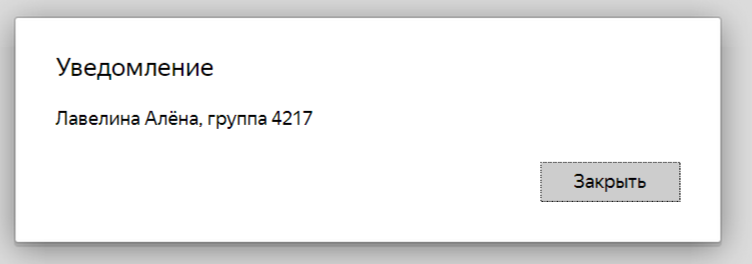 Уведомление
Лавелина Алёна, группа 4217
Закрыть